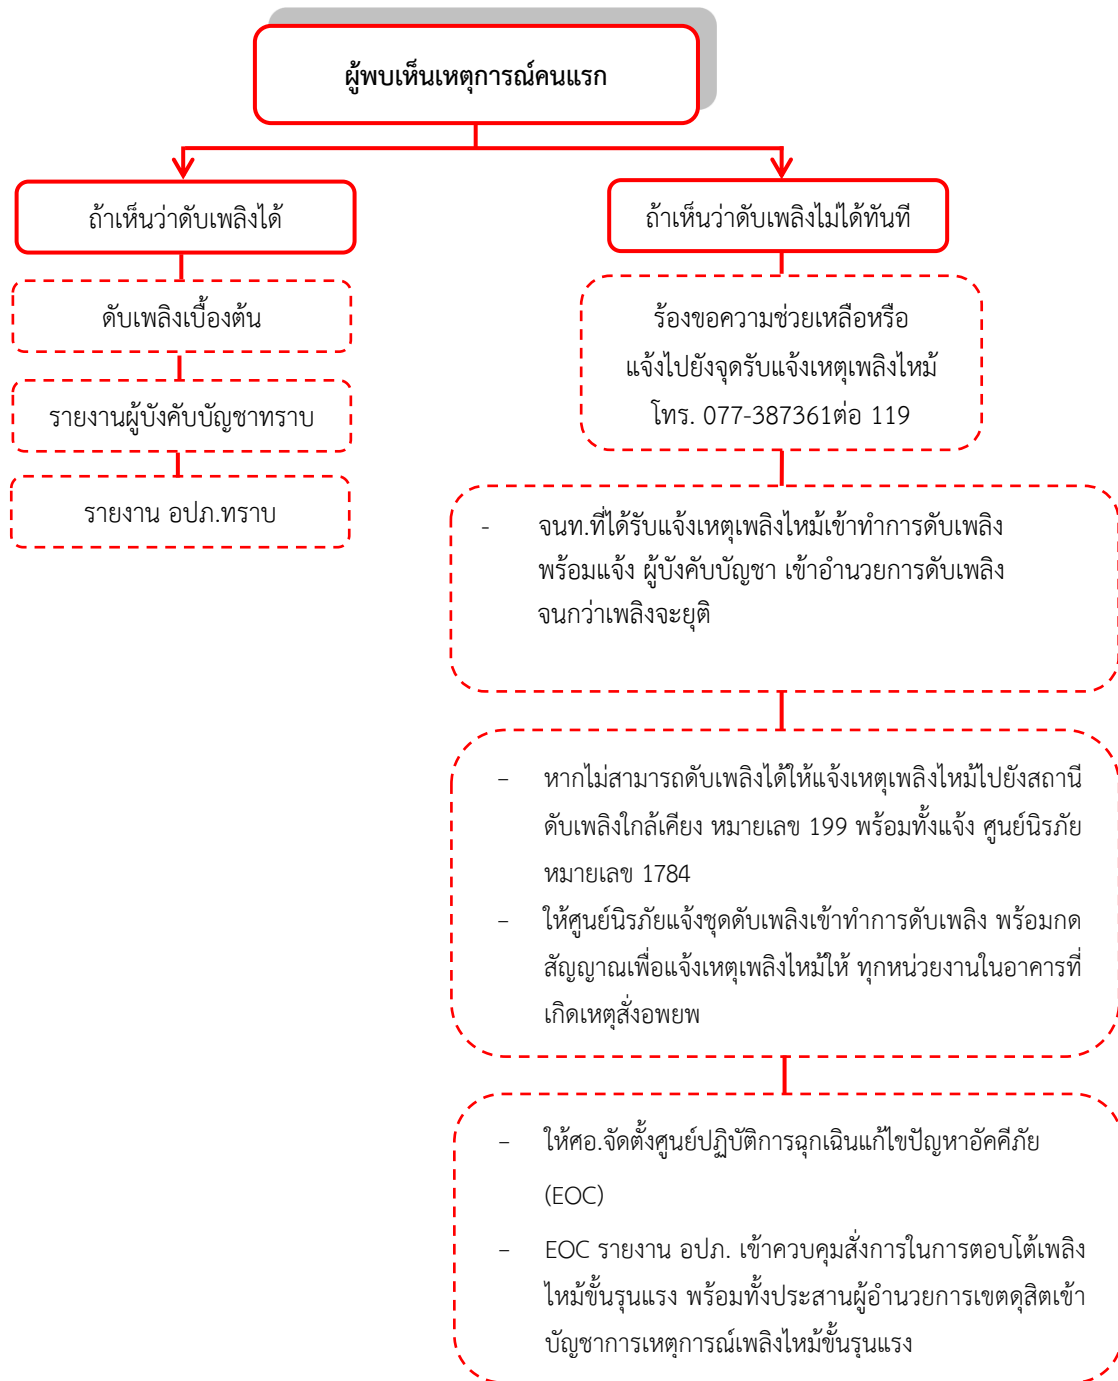 ผู้พบเห็นเหตุการณ์คนแรก
ถ้าเห็นว่าดับเพลิงได้
ดับเพลิงเบื้องต้น
รายงานผู้บังคับบัญชาทราบ
รายงาน อปภ.ทราบ
ถ้าเห็นว่าดับเพลิงไม่ได้ทันที
ร้องขอความช่วยเหลือหรือ
แจ้งไปยังจุดรับแจ้งเหตุเพลิงไหม้
โทร. 077-387361ต่อ 119
- จนท.ที่ได้รับแจ้งเหตุเพลิงไหม้เข้าทำการดับเพลิง
พร้อมแจ้ง ผู้บังคับบัญชา เข้าอำนวยการดับเพลิง
จนกว่าเพลิงจะยุติ
- หากไม่สามารถดับเพลิงได้ให้แจ้งเหตุเพลิงไหม้ไปยังสถานี
ดับเพลิงใกล้เคียง หมายเลข 199 พร้อมทั้งแจ้ง ศูนย์นิรภัย
หมายเลข 1784
- ให้ศูนย์นิรภัยแจ้งชุดดับเพลิงเข้าทำการดับเพลิง พร้อมกด
สัญญาณเพื่อแจ้งเหตุเพลิงไหม้ให้ ทุกหน่วยงานในอาคารที่
เกิดเหตุสั่งอพยพ
- ให้ศอ.จัดตั้งศูนย์ปฏิบัติการฉุกเฉินแก้ไขปัญหาอัคคีภัย
(EOC)
- EOC รายงาน อปภ. เข้าควบคุมสั่งการในการตอบโต้เพลิง
ไหม้ขั้นรุนแรง พร้อมทั้งประสานผู้อำนวยการเขตดุสิตเข้า
บัญชาการเหตุการณ์เพลิงไหม้ขั้นรุนแรง